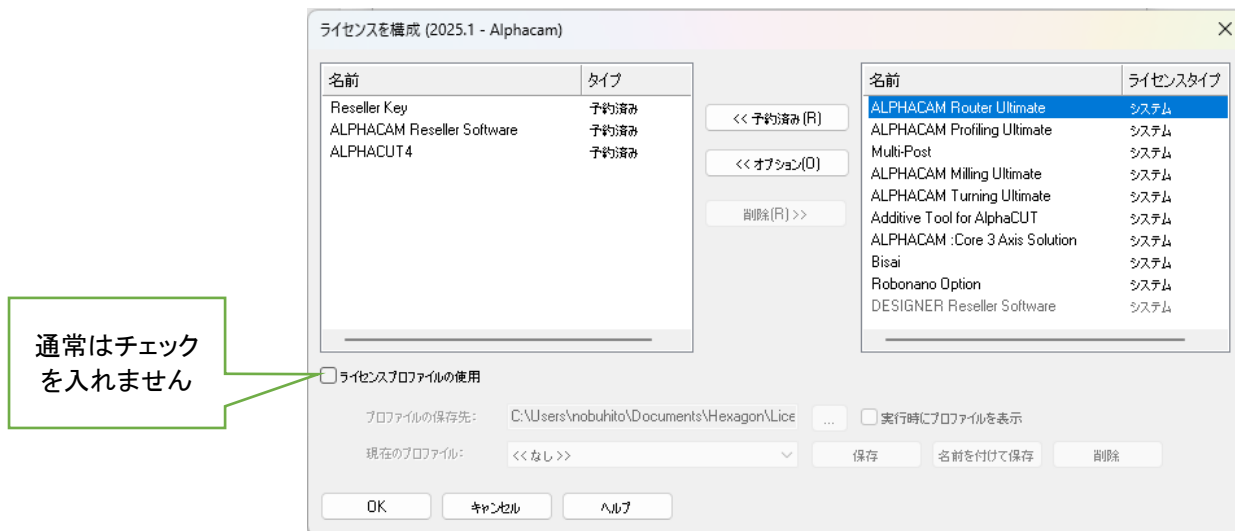 ライセンスを構成 (2025.1 - Alphacam)
名前 タイプ
Reseller Key 予約済み
ALPHACAM Reseller Software 予約済み
ALPHACUT4 予約済み
<< 予約済み(R)
<< オプション(O)
削除(R) >>
名前 ライセンスタイプ
ALPHACAM Router Ultimate システム
ALPHACAM Profiling Ultimate システム
Multi-Post システム
ALPHACAM Milling Ultimate システム
ALPHACAM Turning Ultimate システム
Additive Tool for AlphaCUT システム
ALPHACAM :Core 3 Axis Solution システム
Bisai システム
Robonano Option システム
DESIGNER Reseller Software システム
通常はチェック
を入れません
ライセンスプロファイルの使用
プロファイルの保存先: C:\Users\nobuhito\Documents\Hexagon\Lice ... 実行時にプロファイルを表示
現在のプロファイル: <<なし>> 保存 名前を付けて保存 削除
OK キャンセル ヘルプ